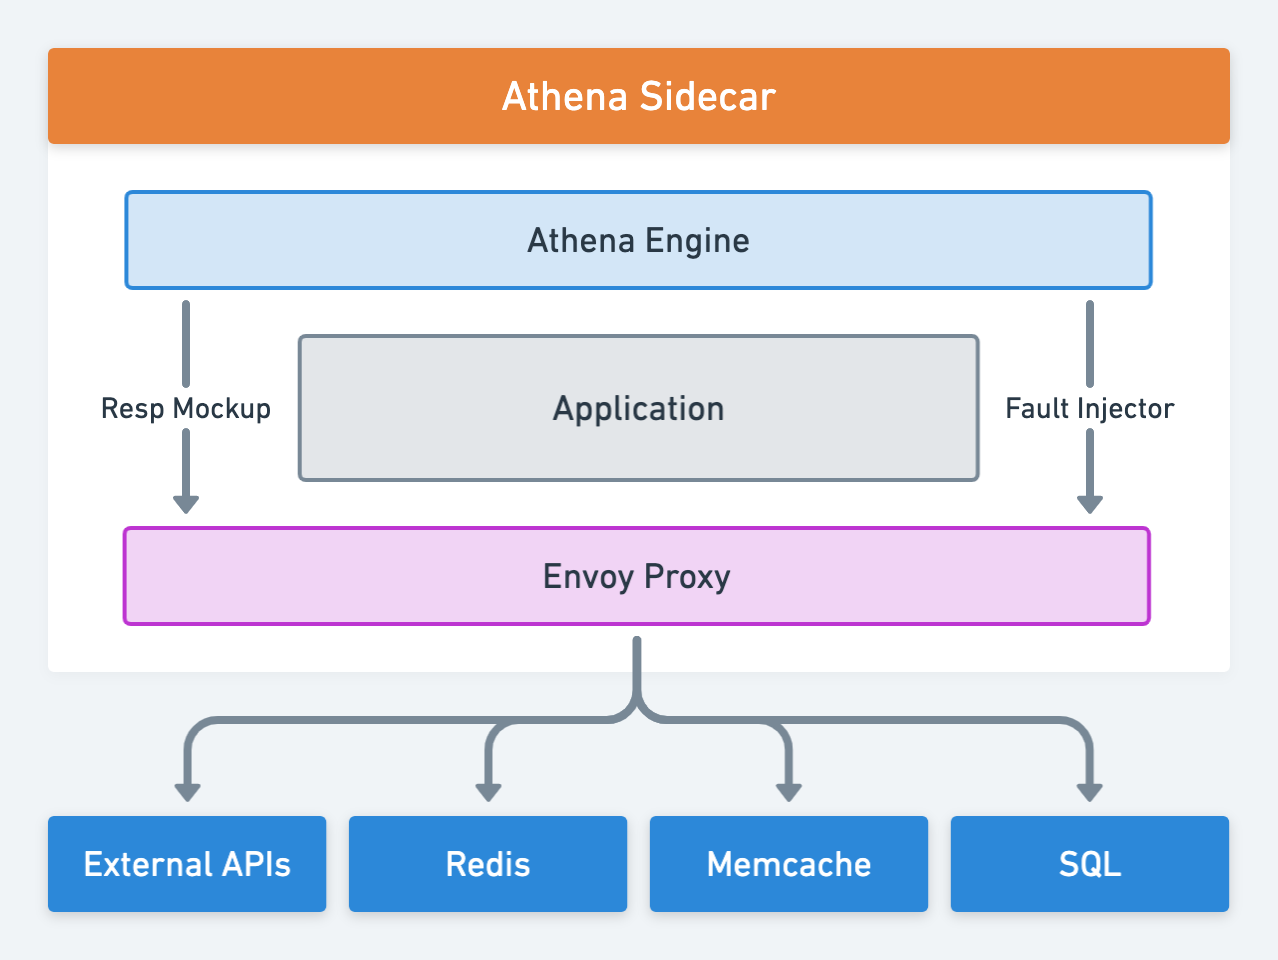 Athena Sidecar
Athena Engine
Resp Mockup
Application
Fault Injector
Envoy Proxy
External APIs
Redis
Memcache
SQL